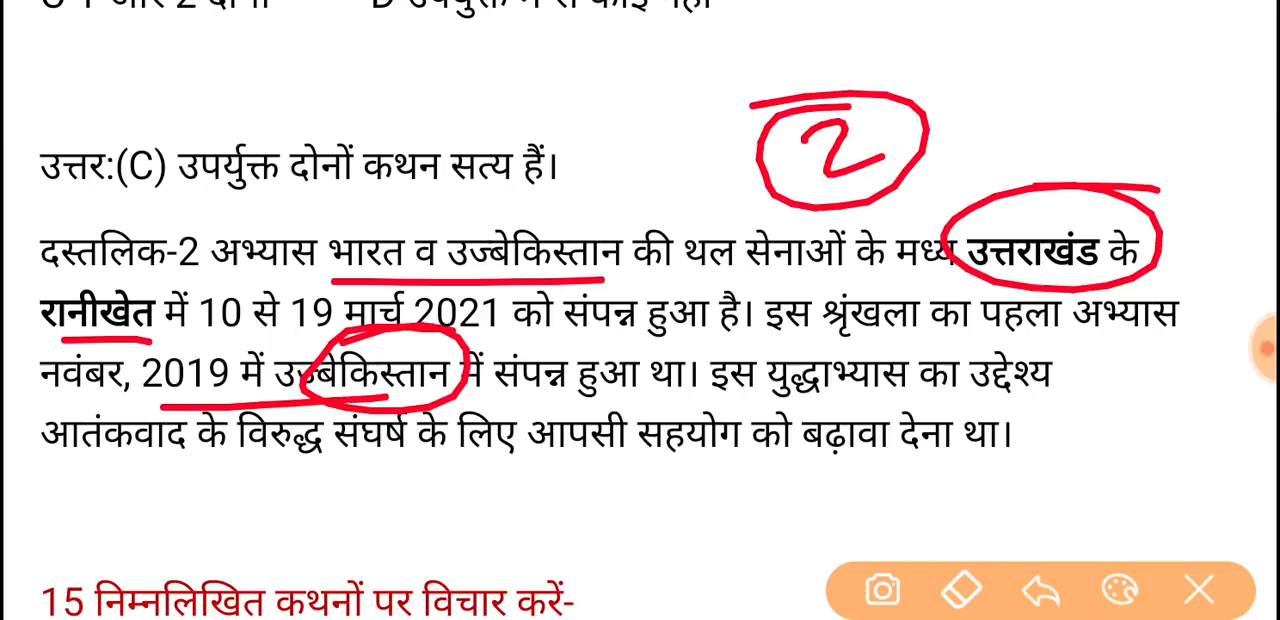 उत्तर:(C) उपर्युक्त दोनों कथन सत्य हैं।
2
दस्तलिक-2 अभ्यास भारत व उज्बेकिस्तान की थल सेनाओं के मध्य उत्तराखंड के
रानीखेत में 10 से 19 मार्च 2021 को संपन्न हुआ है। इस श्रृंखला का पहला अभ्यास
नवंबर, 2019 में उज्बेकिस्तान में संपन्न हुआ था। इस युद्धाभ्यास का उद्देश्य
आतंकवाद के विरुद्ध संघर्ष के लिए आपसी सहयोग को बढ़ावा देना था।
15 निम्नलिखित कथनों पर विचार करें-